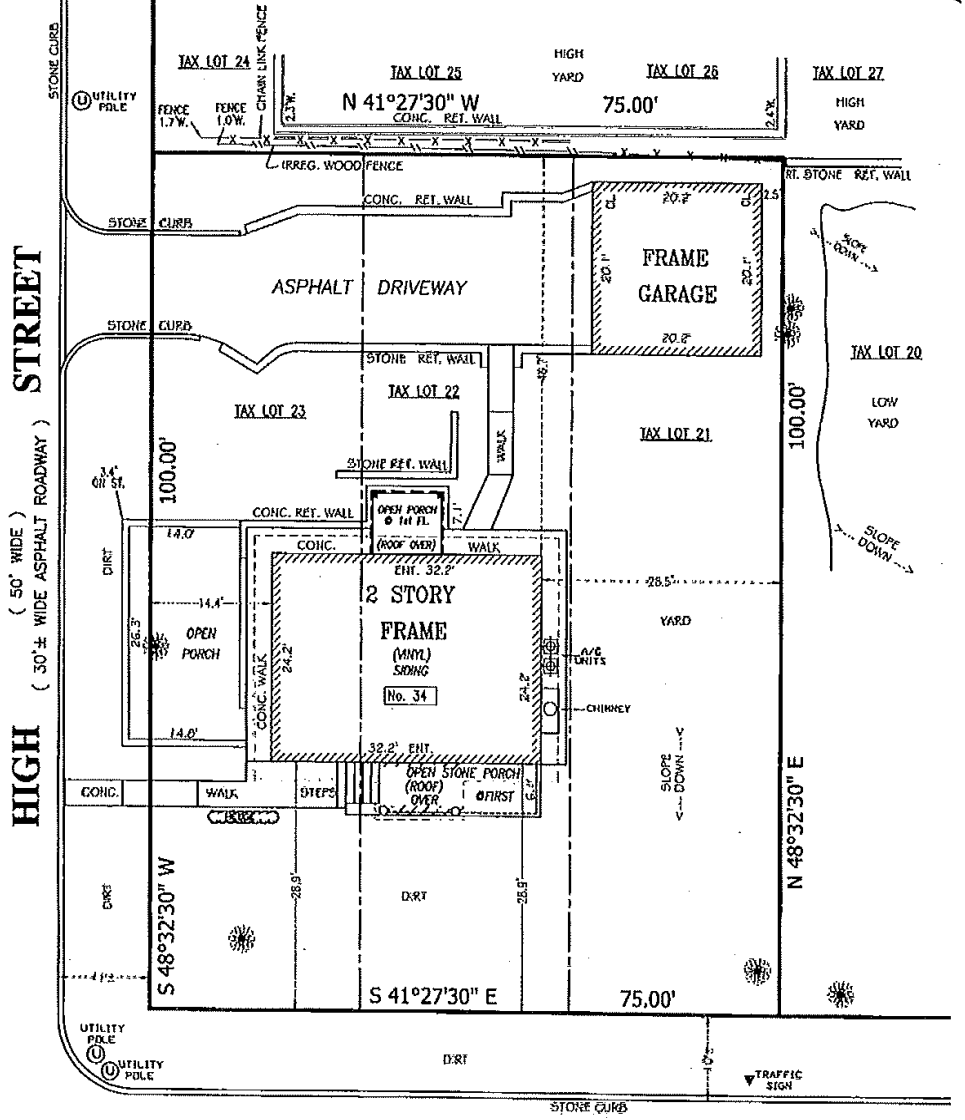 STONE CURB
UTILITY
POLE
TAX LOT 24
CHAIN LINK FENCE
FENCE
1.7'W.
FENCE
1.0'W.
2.3'W.
TAX LOT 25
HIGH
YARD
TAX LOT 26
N 41°27'30" W
75.00'
CONC. RET. WALL
2.4'W.
TAX LOT 27
HIGH
YARD
IRREG. WOOD FENCE
RT. STONE RET. WALL
STONE CURB
CONC. RET. WALL
CL.
20.2'
CL.
2.5'
20.1'
FRAME
GARAGE
20.1'
20.2'
SLOPE
DOWN
ASPHALT DRIVEWAY
STONE CURB
STONE RET. WALL
TAX LOT 22
TAX LOT 23
TAX LOT 20
LOW
YARD
TAX LOT 21
100.00'
WALK
STONE RET. WALL
100.00'
3.4'
ON ST.
HIGH STREET
( 50' WIDE )
( 30'± WIDE ASPHALT ROADWAY )
CONC. RET. WALL
OPEN PORCH
@ 1st FL.
(ROOF OVER)
7.1'
DIRT
14.0'
CONC.
WALK
ENT. 32.2'
SLOPE
DOWN
28.5'
14.4'
26.3'
OPEN
PORCH
CONC. WALK
24.2'
2 STORY
FRAME
(VINYL)
SIDING
No. 34
24.2'
A/C
UNITS
CHIMNEY
YARD
14.0'
32.2' ENT.
OPEN STONE PORCH
(ROOF)
OVER
@FIRST
CONC.
WALK
STEPS
SLOPE
DOWN
N 48°32'30" E
DIRT
S 48°32'30" W
28.9'
DIRT
28.9'
S 41°27'30" E
75.00'
UTILITY
POLE
UTILITY
POLE
DIRT
TRAFFIC
SIGN
STONE CURB